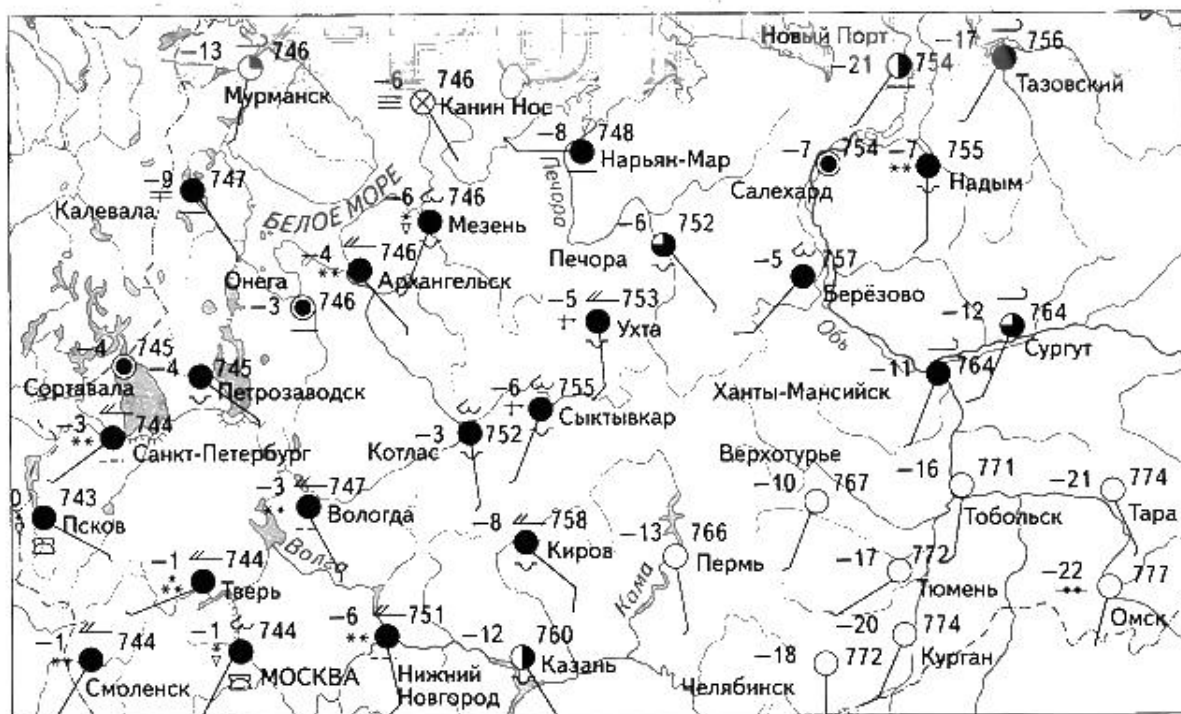 Новый Порт
-17 756
-13 746
-21 754
Тазовский
-6 746
Мурманск
Канин Нос
-8 748
Нарьян-Мар
-7 754
-7 755
Салехард
** Надым
-9 747
Калевала
БЕЛОЕ МОРЕ
Печора
-6 746
Мезень
-6 752
Печора
-4 746
** Архангельск
-5 757
Берёзово
Онега
-3 746
-5 753
Ухта
Обь
-12 764
Сургут
-4 745
Сортавала
-4 745
Петрозаводск
-11 764
Ханты-Мансийск
-6 755
Сыктывкар
-3 744
** Санкт-Петербург
Котлас
-3 752
Верхотурье
-10 767
-16 771
Тобольск
-21 774
Тара
0 743
Псков
-3 747
Вологда
Волга
-8 758
Киров
-13 766
Пермь
Кама
-17 772
Тюмень
-22 777
Омск
-1 744
** Тверь
-6 751
** Нижний
Новгород
-12 760
Казань
-20 774
Курган
-18 772
Челябинск
-1 744
** Смоленск
-1 744
МОСКВА